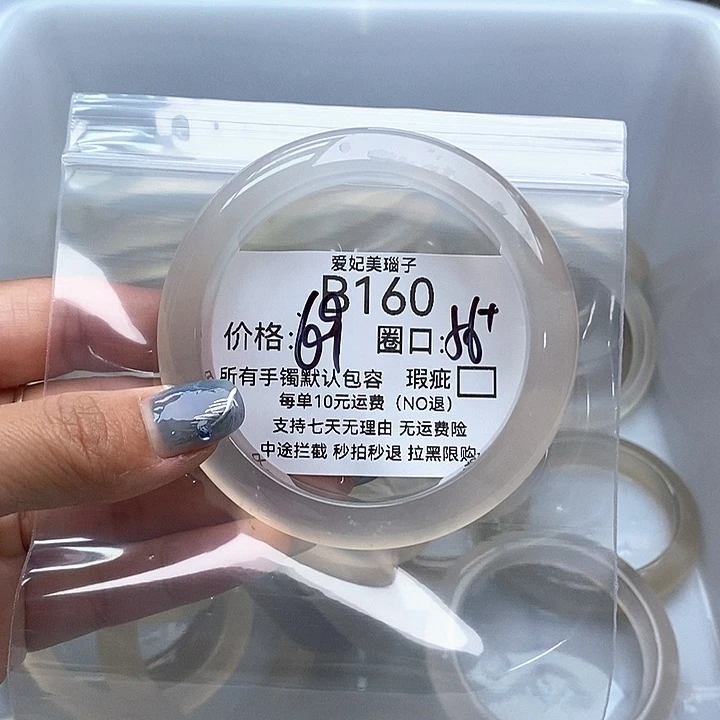 爱妃美瑙子
B160
价格:69 圈口:56+
所有手镯默认包容 瑕疵
每单10元运费（NO退）
支持七天无理由 无运费险
中途拦截 秒拍秒退 拉黑限购